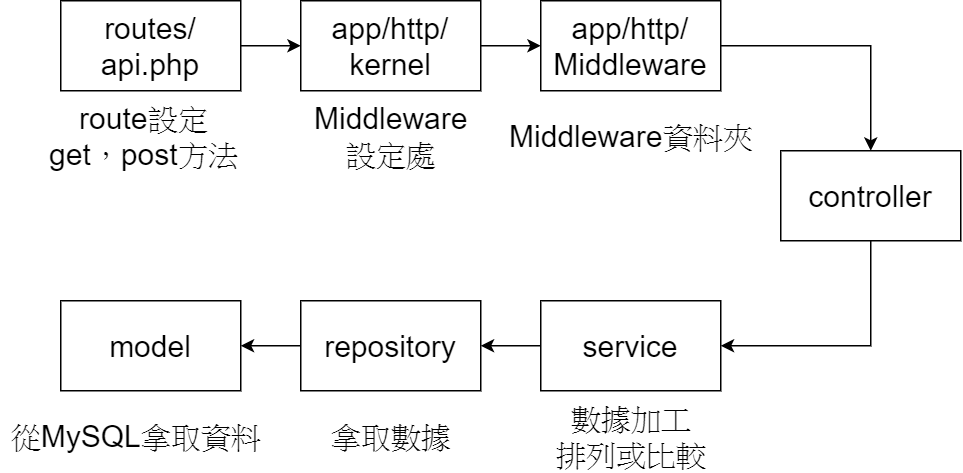 routes/
api.php
app/http/
kernel
app/http/
Middleware
route設定
get，post方法
Middleware
設定處
Middleware資料夾
controller
model
repository
service
從MySQL拿取資料
拿取數據
數據加工
排列或比較